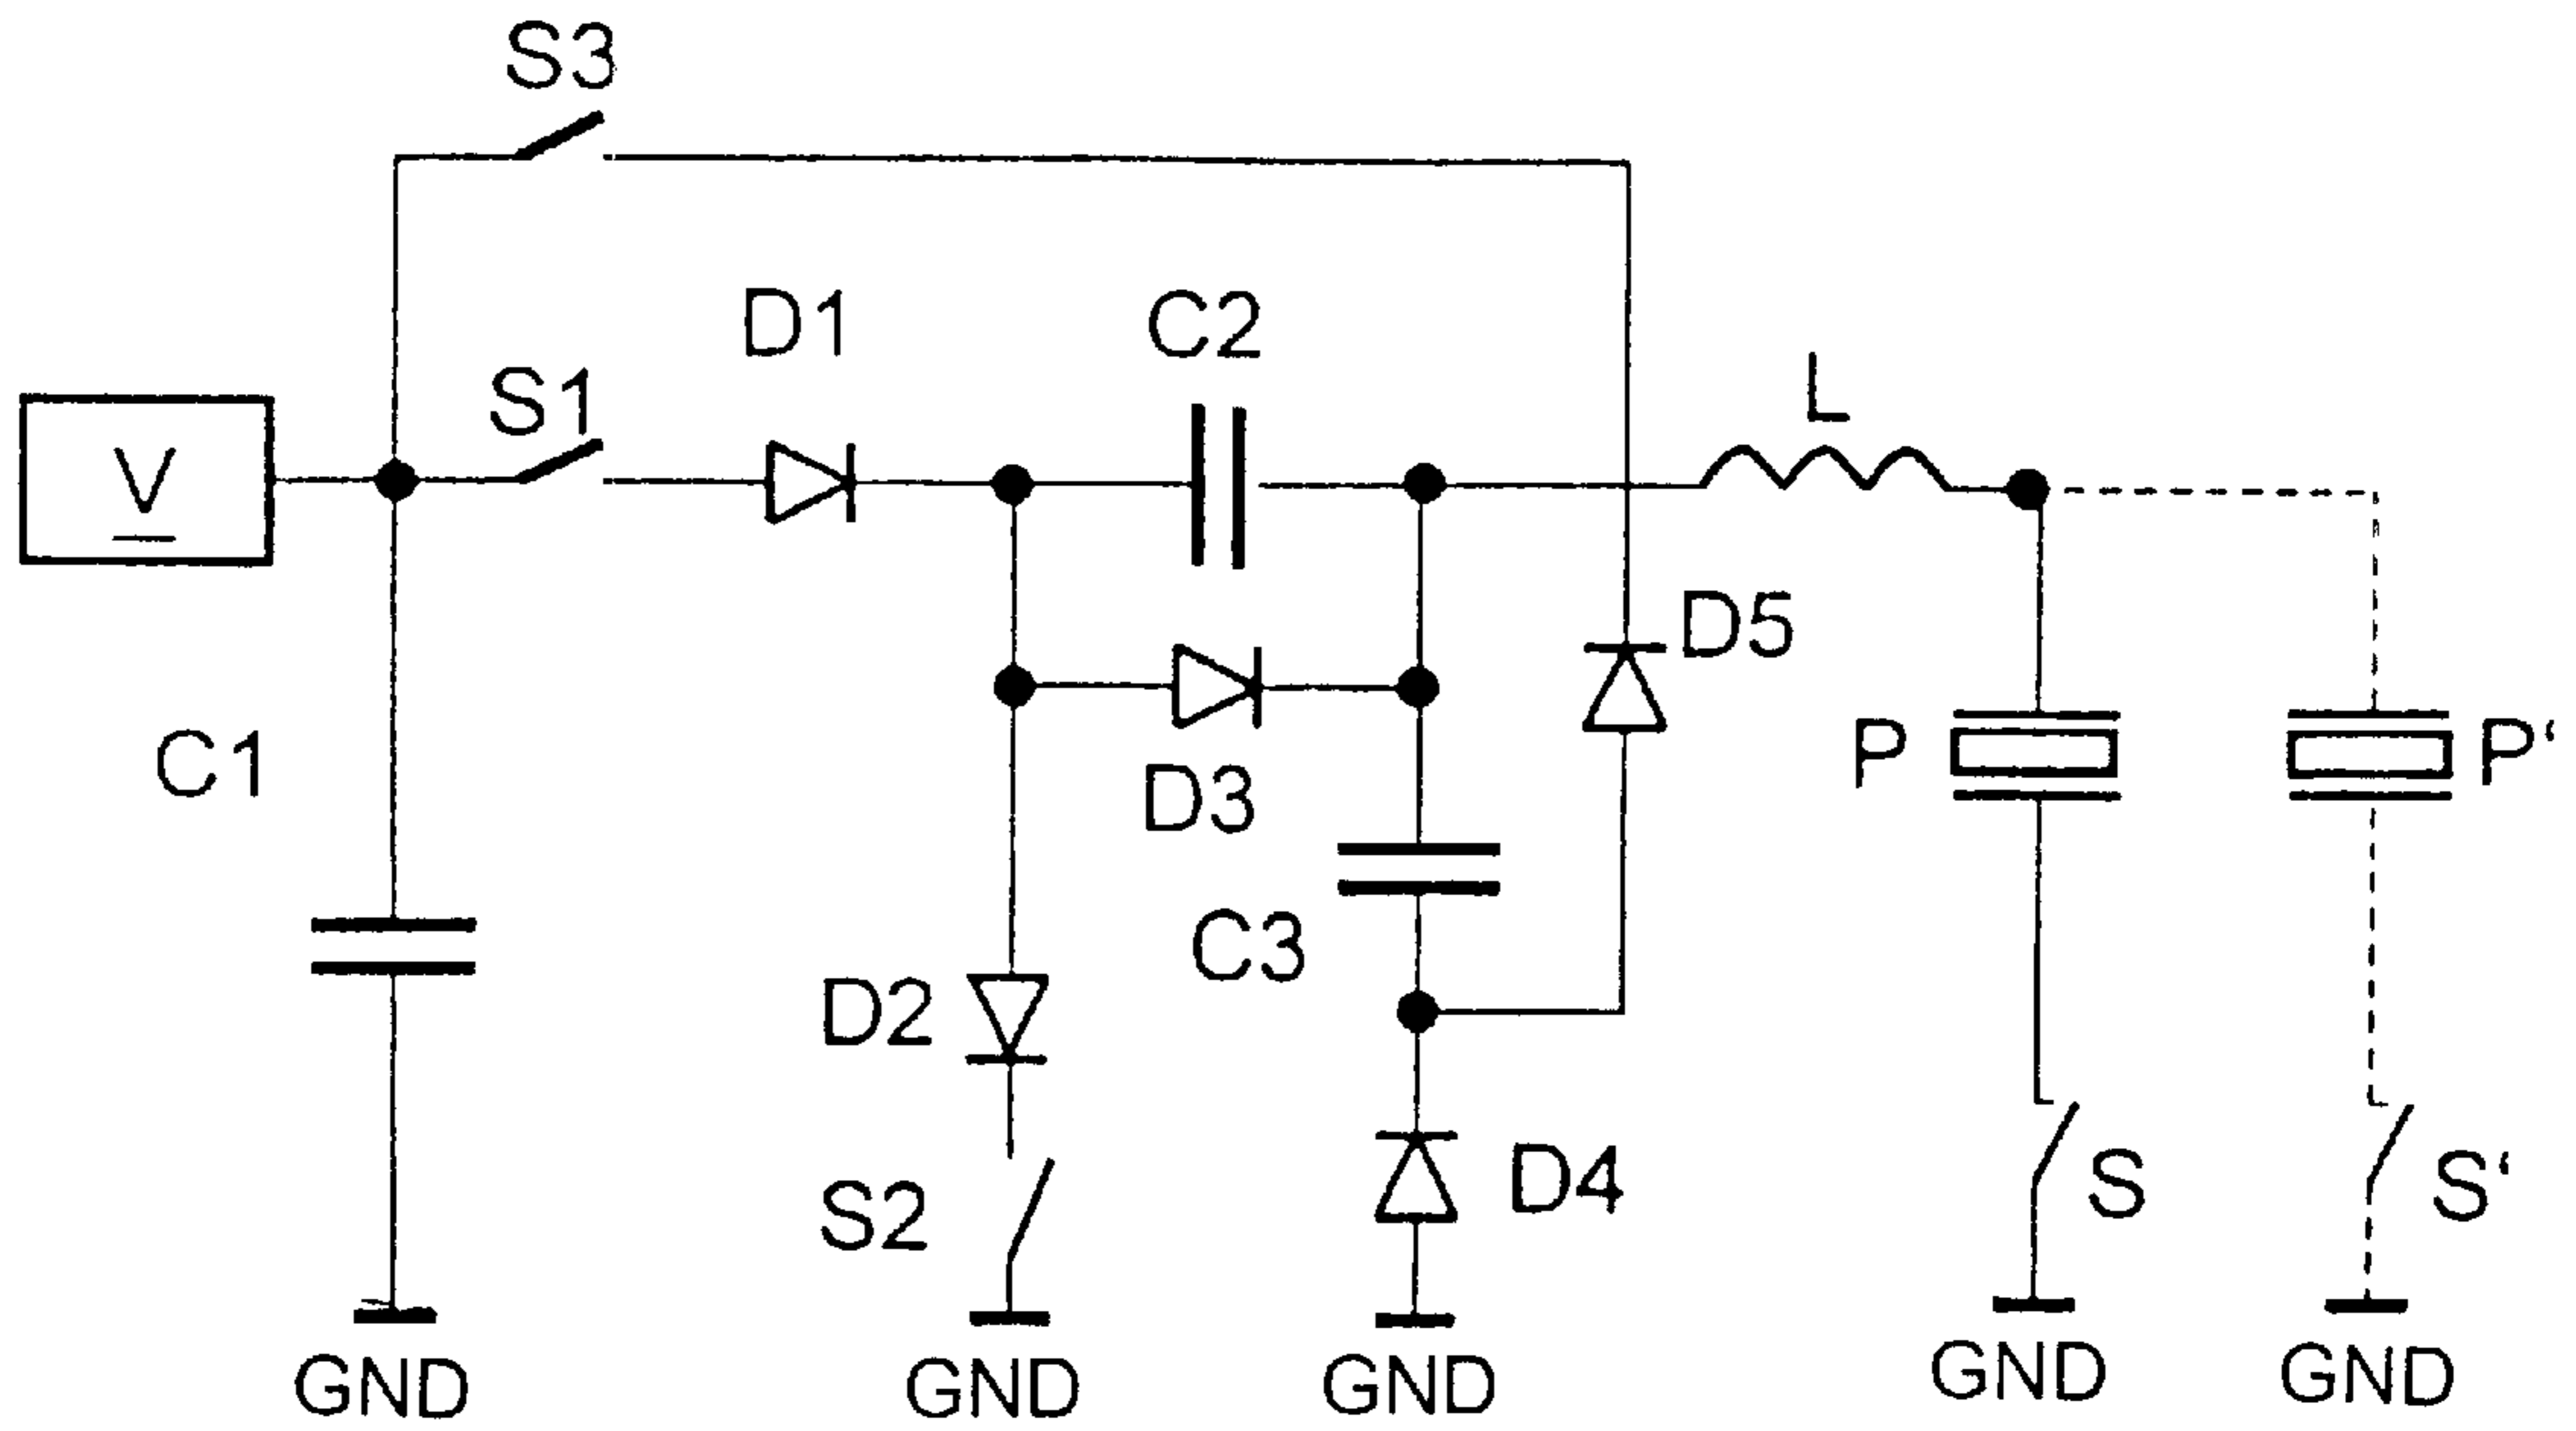 S3
D1
C2
L
S1
V
D5
C1
P
P‘
D3
C3
D2
D4
S2
S
S‘
GND
GND
GND
GND
GND